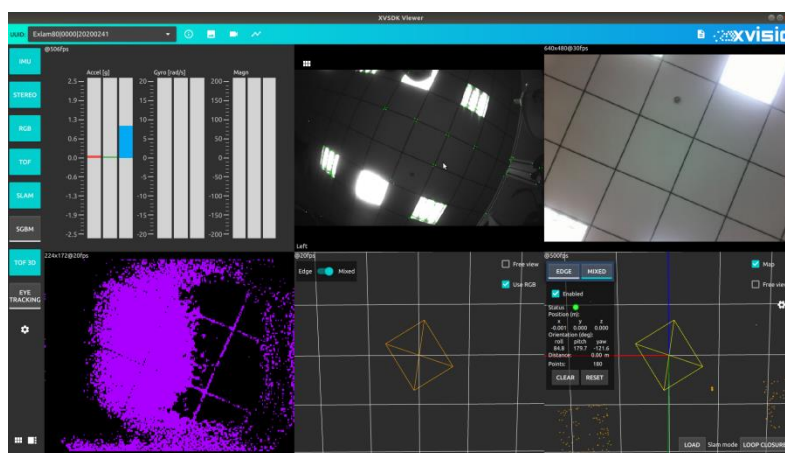 XVSDK Viewer
UUID: Exlam80|0000|20200241
xvisio
IMU
STEREO
RGB
TOF
SLAM
SGBM
TOF 3D
EYE TRACKING
@506fps
Accel [g]
2.5
1.9
1.3
0.6
0.0
-0.6
-1.3
-1.9
-2.5
Gyro [rad/s]
20
15
10
5
0
-5
-10
-15
-20
Magn
200
150
100
50
0
-50
-100
-150
-200
Left
640x480@30fps
224x172@20fps
@20fps
Edge Mixed
Free view
Use RGB
@500fps
EDGE MIXED
Enabled
Status
Position (m):
x y z
-0.001 0.000 0.000
Orientation (deg):
roll pitch yaw
84.8 179.7 -121.6
Distance: 0.00 m
Points: 180
CLEAR RESET
Map
Free view
LOAD Slam mode LOOP CLOSURE